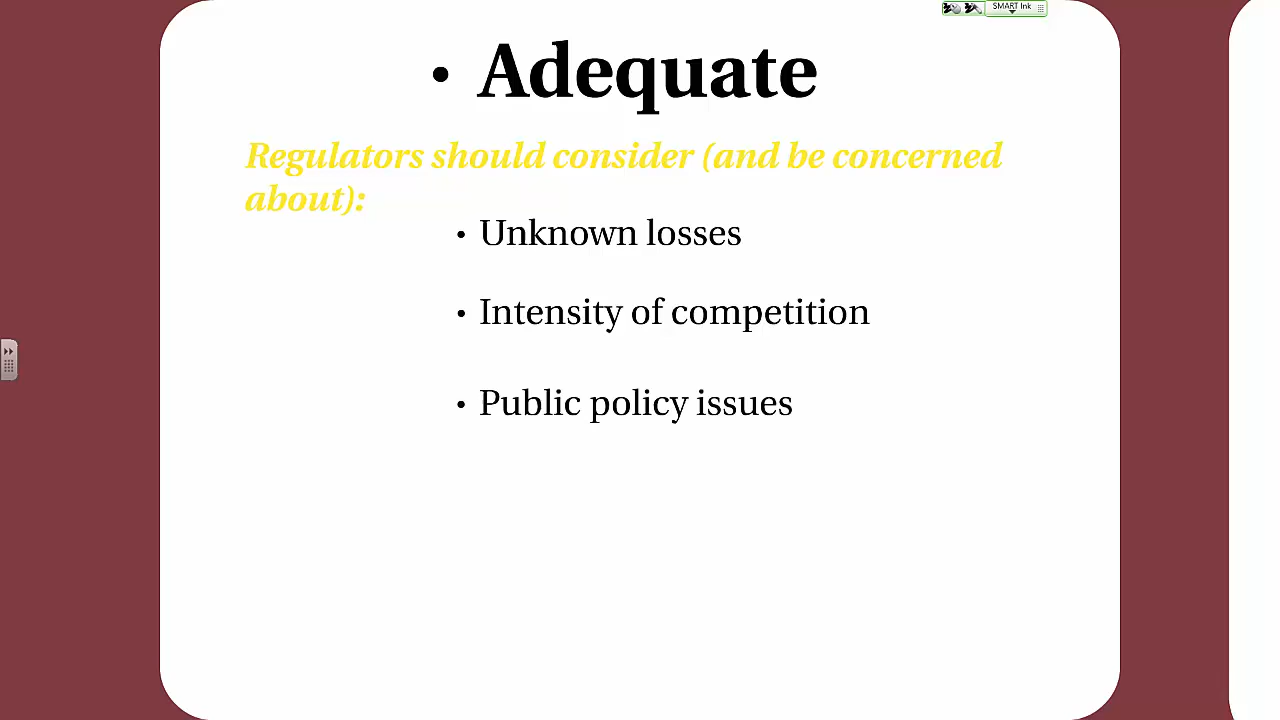 SMART Ink
• Adequate
Regulators should consider (and be concerned
about):
• Unknown losses
• Intensity of competition
• Public policy issues